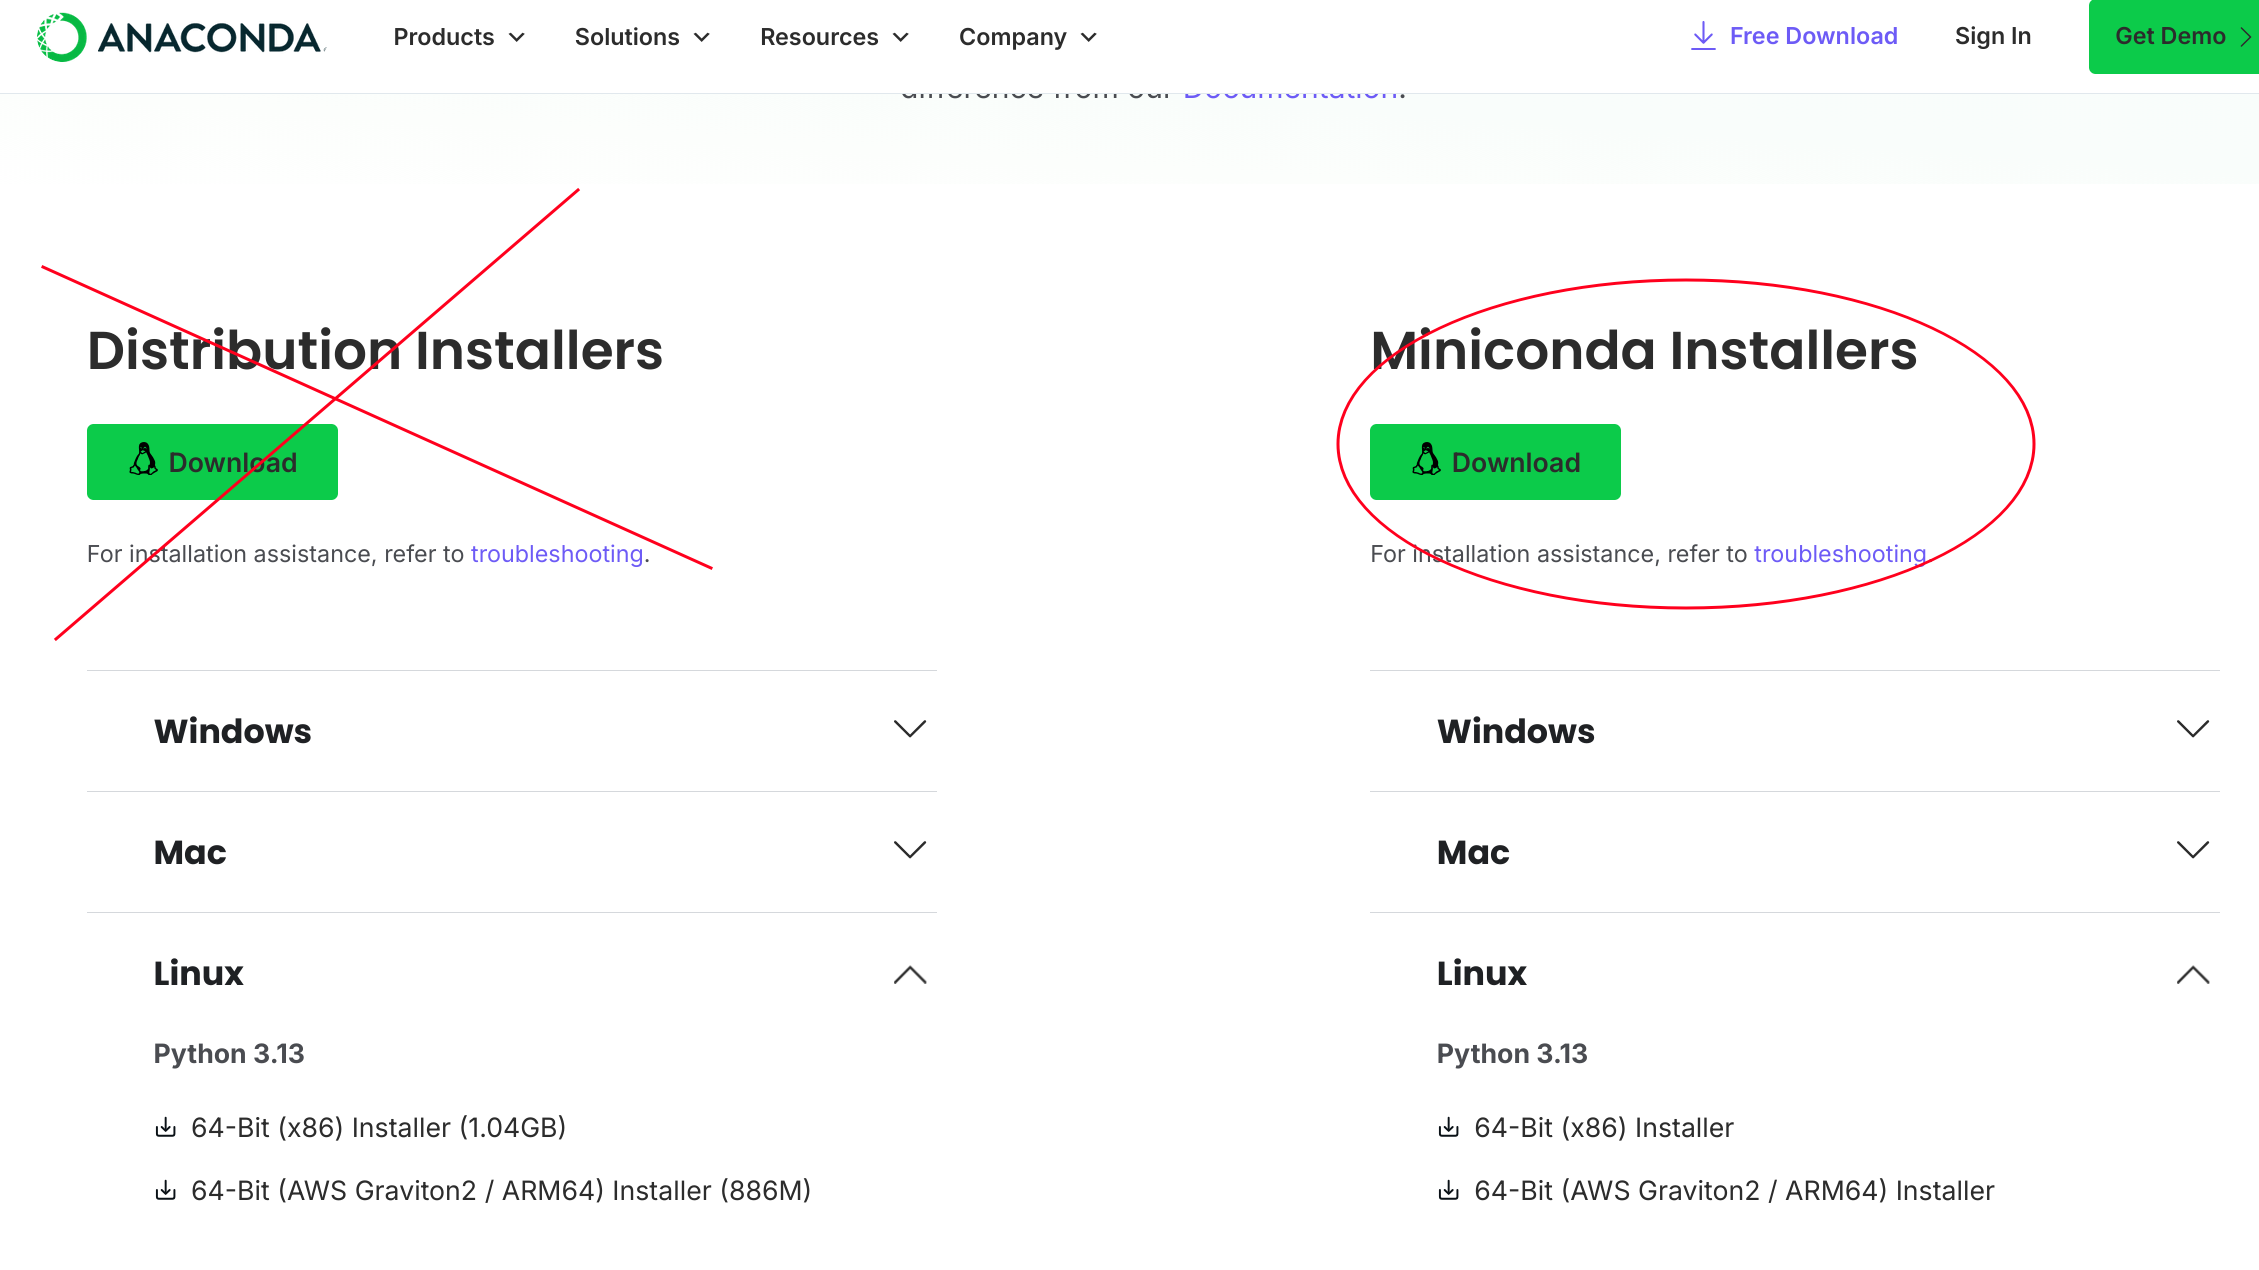 ANACONDA.
Products
Solutions
Resources
Company
Free Download
Sign In
Get Demo
difference from our Documentation.
Distribution Installers
Download
For installation assistance, refer to troubleshooting.
Windows
Mac
Linux
Python 3.13
64-Bit (x86) Installer (1.04GB)
64-Bit (AWS Graviton2 / ARM64) Installer (886M)
Miniconda Installers
Download
For installation assistance, refer to troubleshooting.
Windows
Mac
Linux
Python 3.13
64-Bit (x86) Installer
64-Bit (AWS Graviton2 / ARM64) Installer